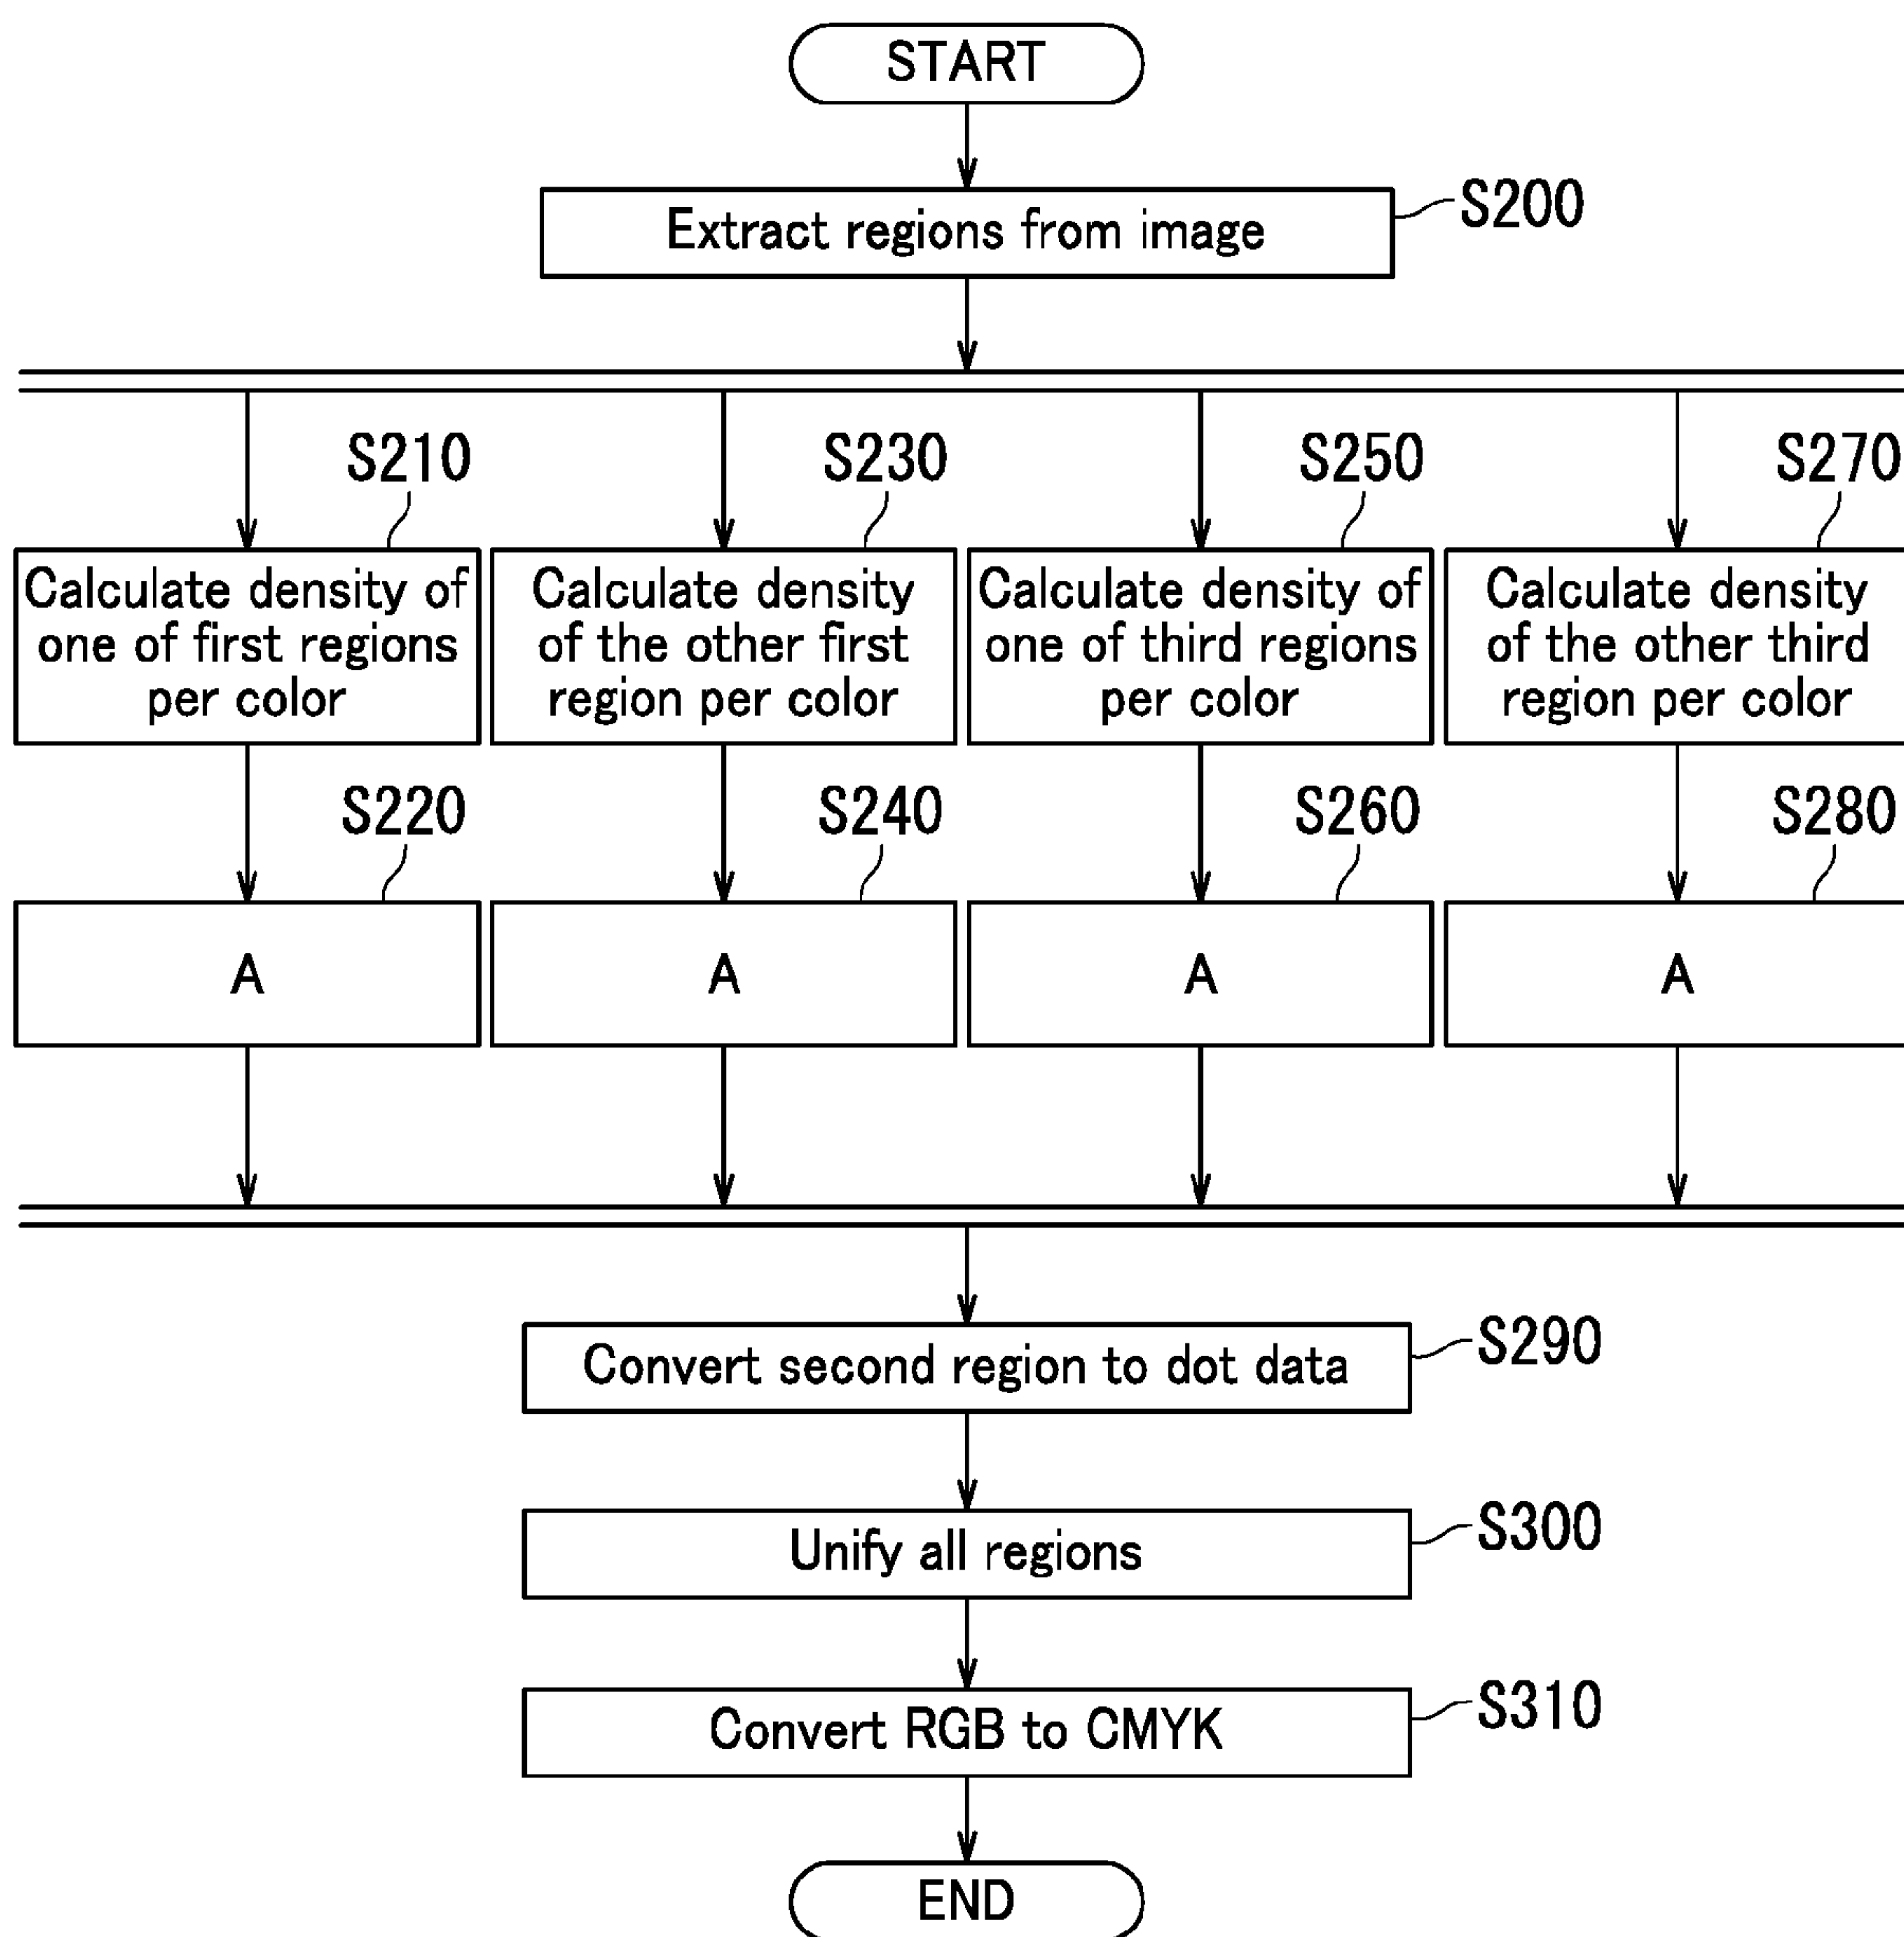 START
Extract regions from image
S200
S210
S230
S250
S270
Calculate density of
one of first regions
per color
Calculate density
of the other first
region per color
Calculate density of
one of third regions
per color
Calculate density
of the other third
region per color
S220
S240
S260
S280
A
A
A
A
Convert second region to dot data
S290
Unify all regions
S300
Convert RGB to CMYK
S310
END